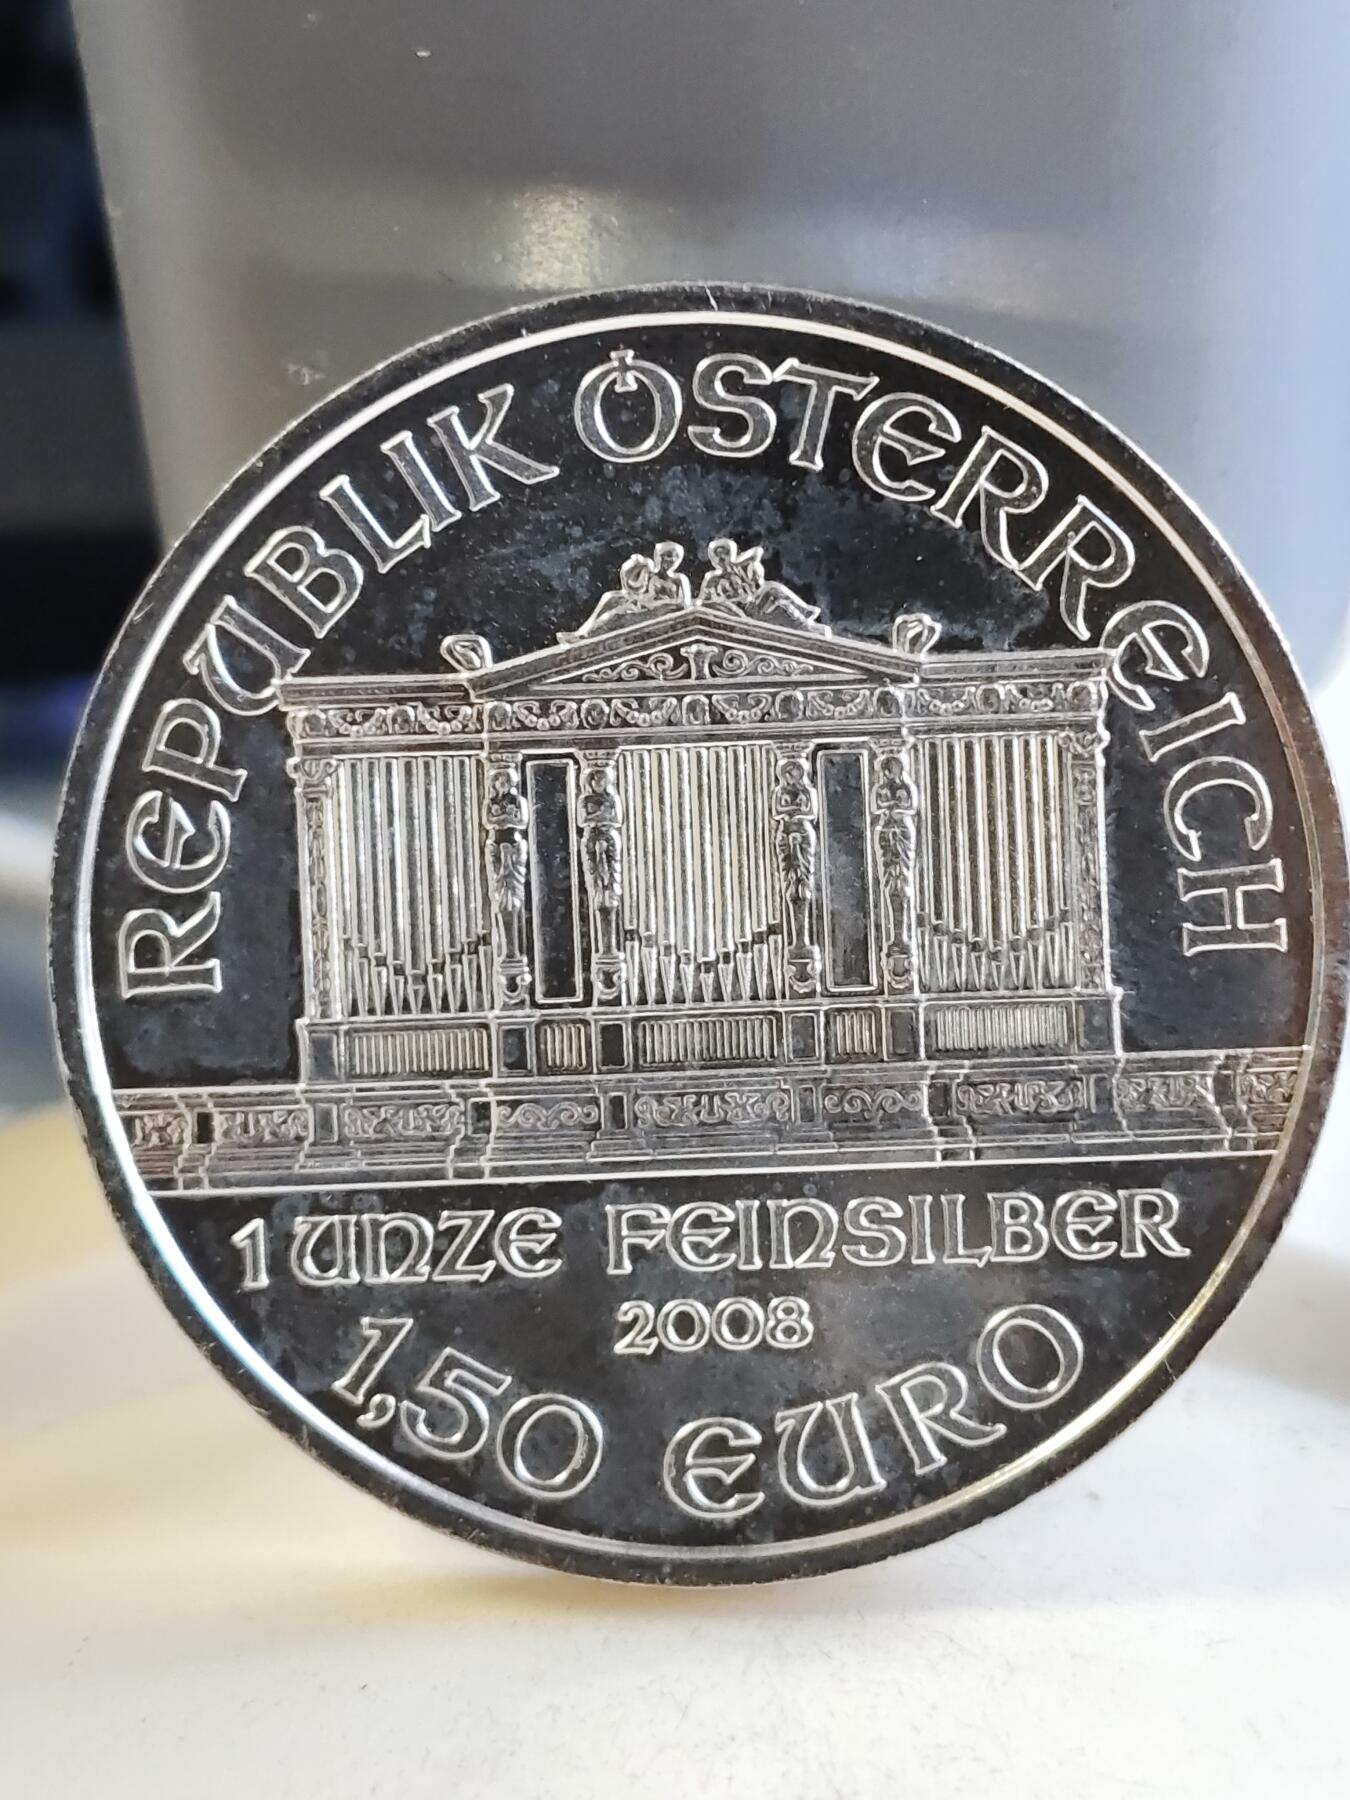 REPUBLIK ÖSTERREICH
1 UNZE FEINSILBER
2008
1,50 EURO